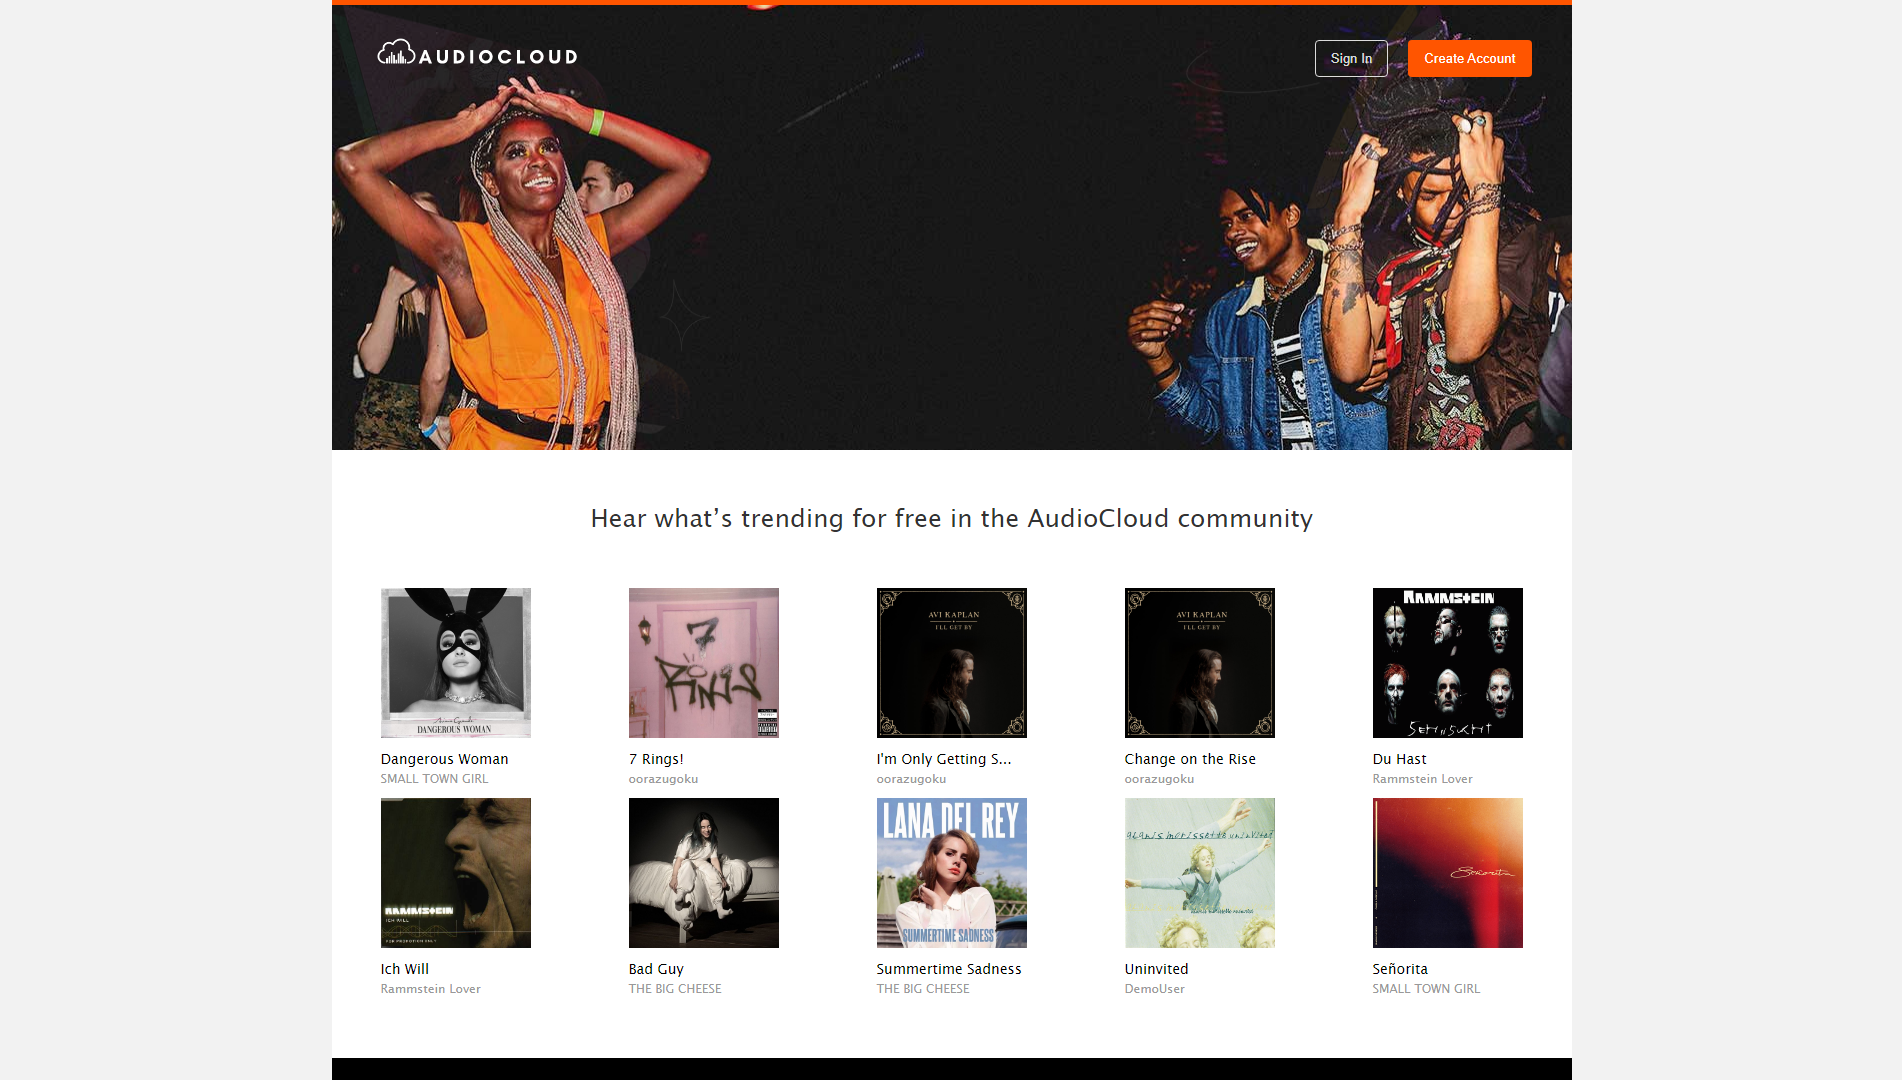 AUDIOCLOUD
Sign In
Create Account
Hear what’s trending for free in the AudioCloud community
DANGEROUS WOMAN
7
RINGS
AVI KAPLAN
I'LL GET BY
AVI KAPLAN
I'LL GET BY
RAMMSTEIN
SEHNSUCHT
Dangerous Woman
SMALL TOWN GIRL
7 Rings!
oorazugoku
I'm Only Getting S...
oorazugoku
Change on the Rise
oorazugoku
Du Hast
Rammstein Lover
RAMMSTEIN
ICH WILL
FOR PROMOTION ONLY
LANA DEL REY
SUMMERTIME SADNESS
alanis morissette uninvited
Señorita
Ich Will
Rammstein Lover
Bad Guy
THE BIG CHEESE
Summertime Sadness
THE BIG CHEESE
Uninvited
DemoUser
Señorita
SMALL TOWN GIRL